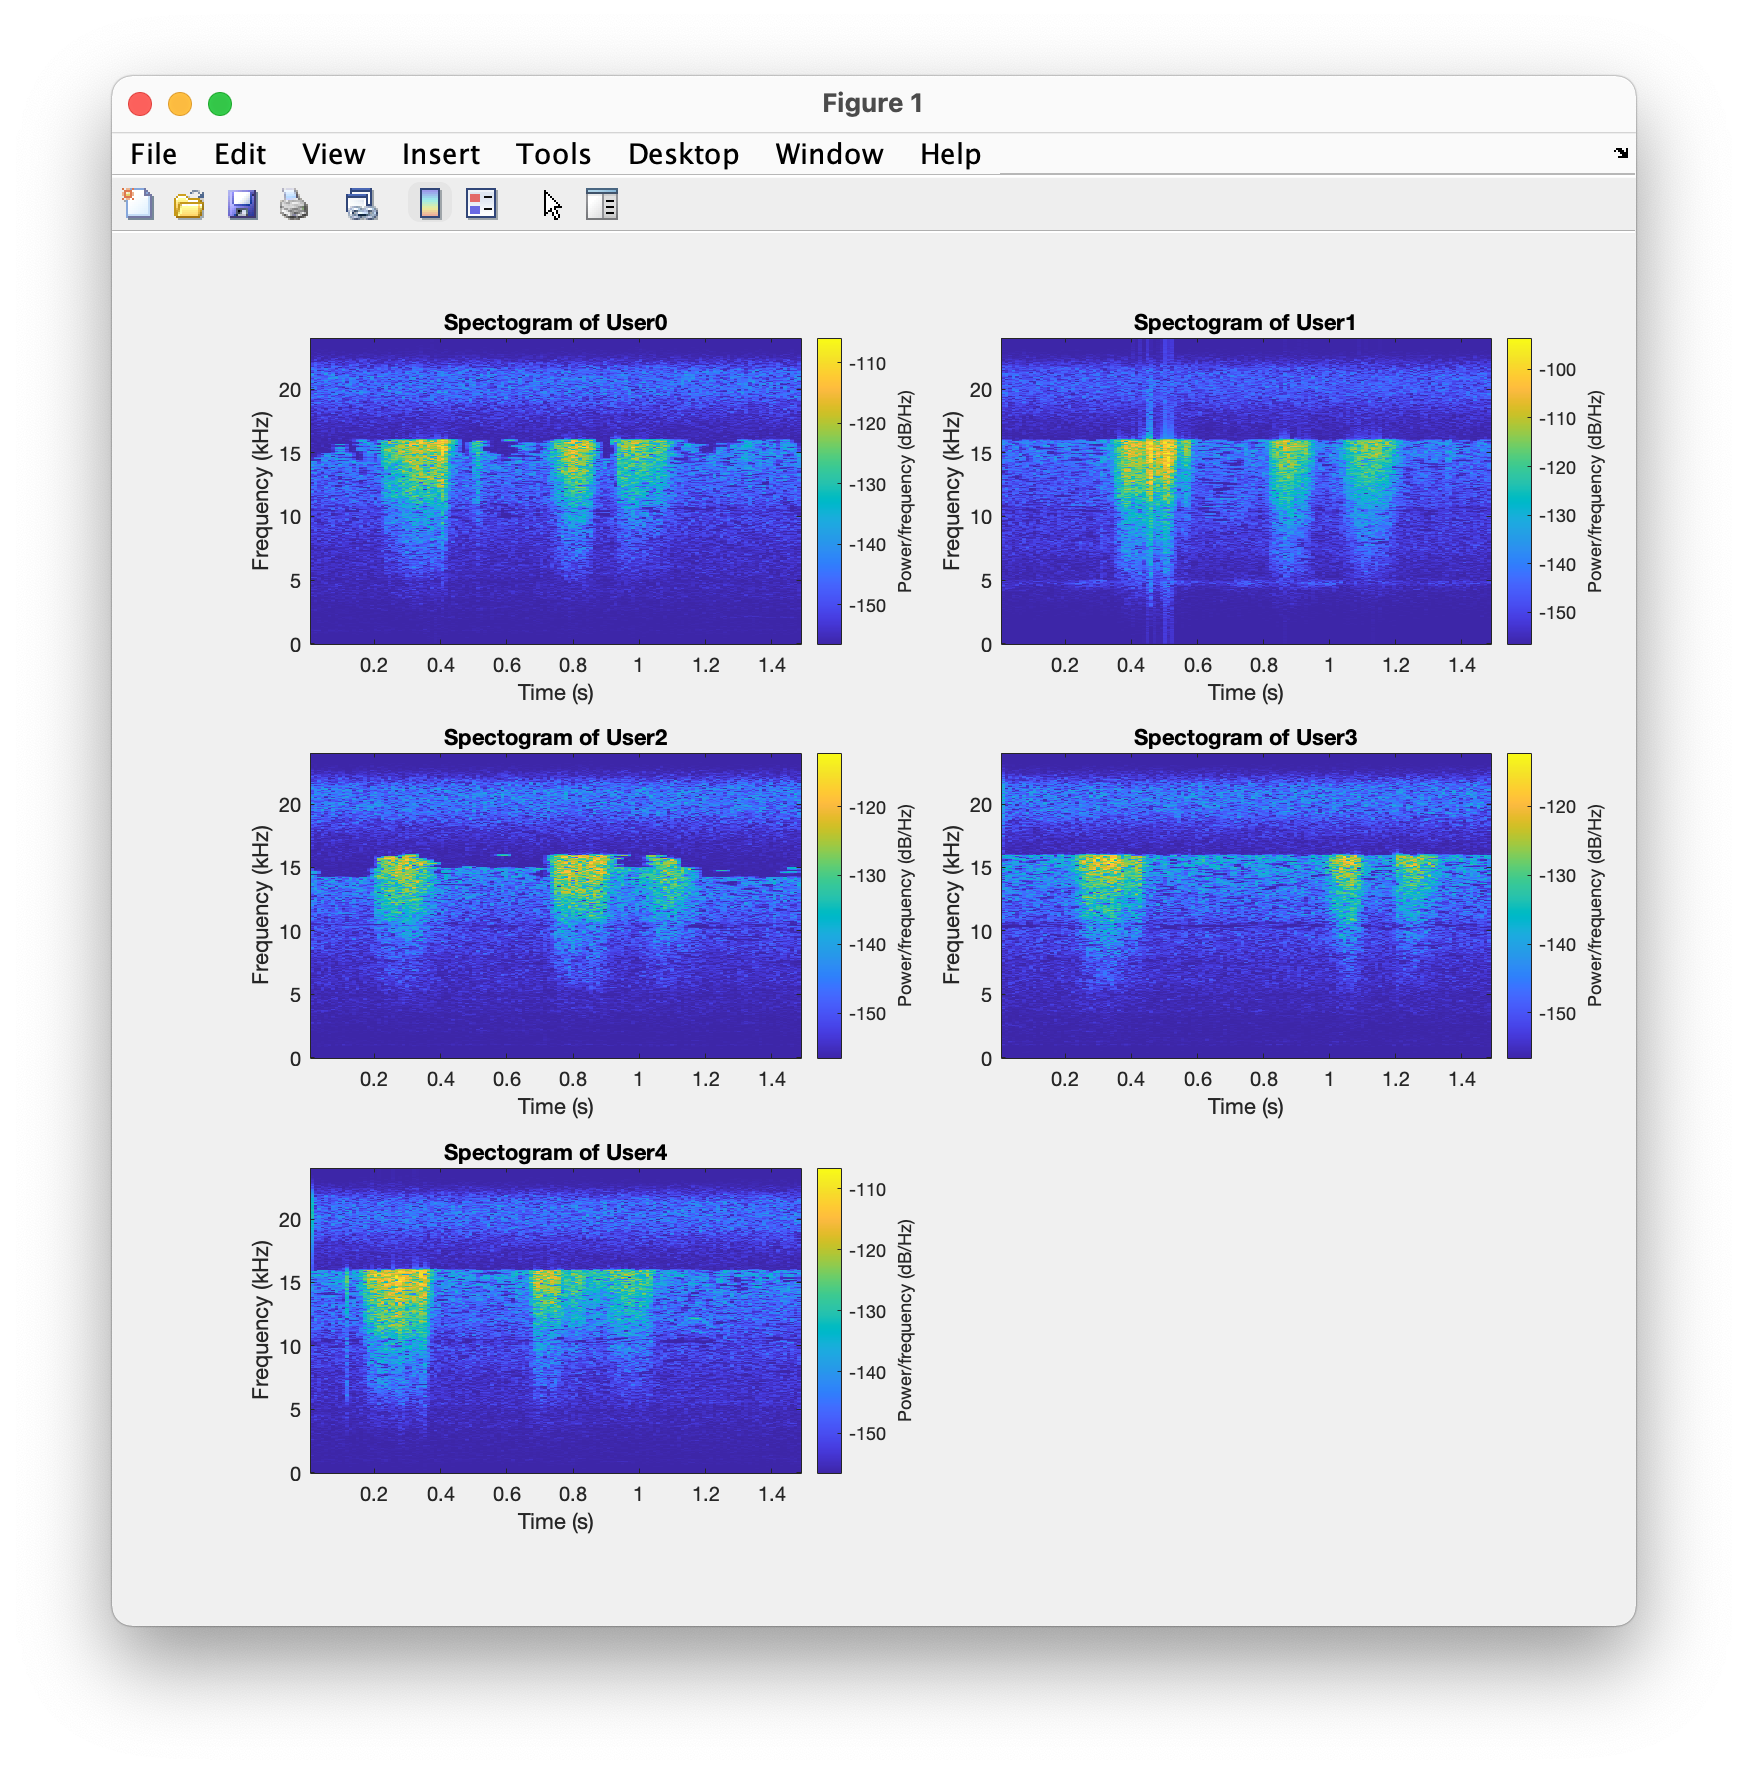 Figure 1
File Edit View Insert Tools Desktop Window Help
Spectogram of User0
Frequency (kHz)
20
15
10
5
0
0.2 0.4 0.6 0.8 1 1.2 1.4
Time (s)
-110
-120
-130
-140
-150
Power/frequency (dB/Hz)
Spectogram of User1
Frequency (kHz)
20
15
10
5
0
0.2 0.4 0.6 0.8 1 1.2 1.4
Time (s)
-100
-110
-120
-130
-140
-150
Power/frequency (dB/Hz)
Spectogram of User2
Frequency (kHz)
20
15
10
5
0
0.2 0.4 0.6 0.8 1 1.2 1.4
Time (s)
-120
-130
-140
-150
Power/frequency (dB/Hz)
Spectogram of User3
Frequency (kHz)
20
15
10
5
0
0.2 0.4 0.6 0.8 1 1.2 1.4
Time (s)
-120
-130
-140
-150
Power/frequency (dB/Hz)
Spectogram of User4
Frequency (kHz)
20
15
10
5
0
0.2 0.4 0.6 0.8 1 1.2 1.4
Time (s)
-110
-120
-130
-140
-150
Power/frequency (dB/Hz)